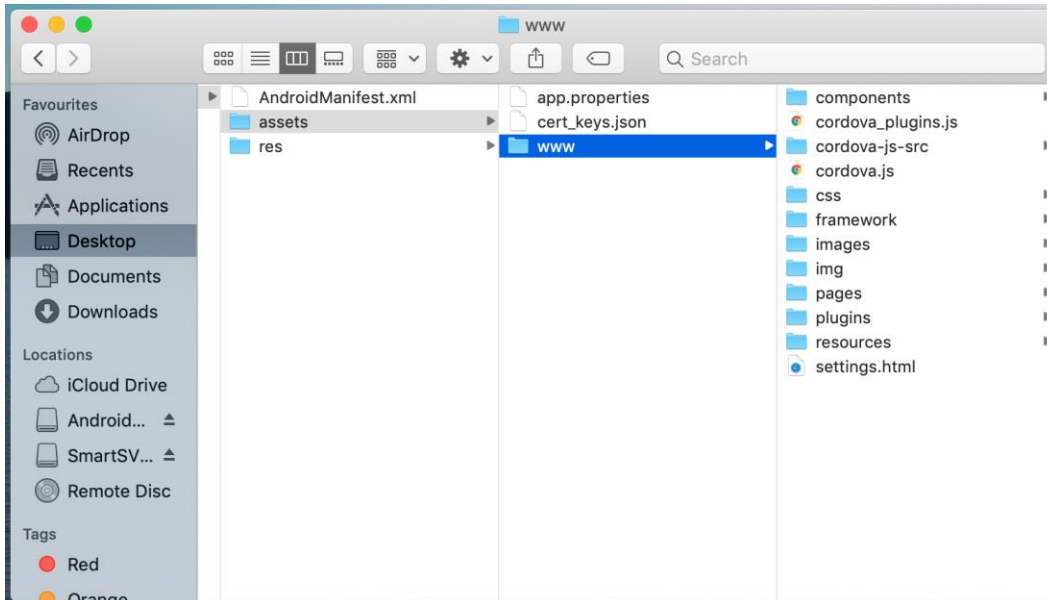 www
Search
Favourites
AirDrop
Recents
Applications
Desktop
Documents
Downloads
Locations
iCloud Drive
Android...
SmartSV...
Remote Disc
Tags
Red
Orange
AndroidManifest.xml
assets
res
app.properties
cert_keys.json
www
components
cordova_plugins.js
cordova-js-src
cordova.js
css
framework
images
img
pages
plugins
resources
settings.html